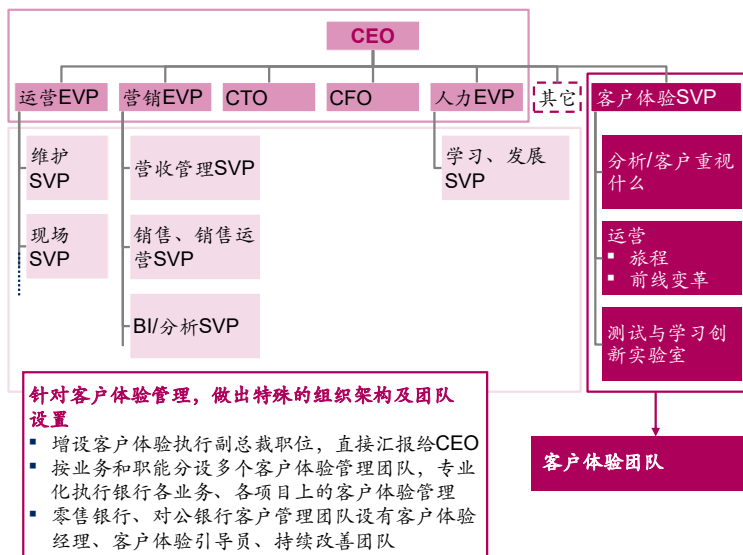 CEO
运营EVP
营销EVP
CTO
CFO
人力EVP
其它
客户体验SVP
维护
SVP
现场
SVP
营收管理SVP
销售、销售运
营SVP
BI/分析SVP
学习、发展
SVP
分析/客户重视
什么
运营
▪ 旅程
▪ 前线变革
测试与学习创
新实验室
客户体验团队
针对客户体验管理，做出特殊的组织架构及团队
设置
▪ 增设客户体验执行副总裁职位，直接汇报给CEO
▪ 按业务和职能分设多个客户体验管理团队，专业
化执行银行各业务、各项目上的客户体验管理
▪ 零售银行、对公银行客户管理团队设有客户体验
经理、客户体验引导员、持续改善团队